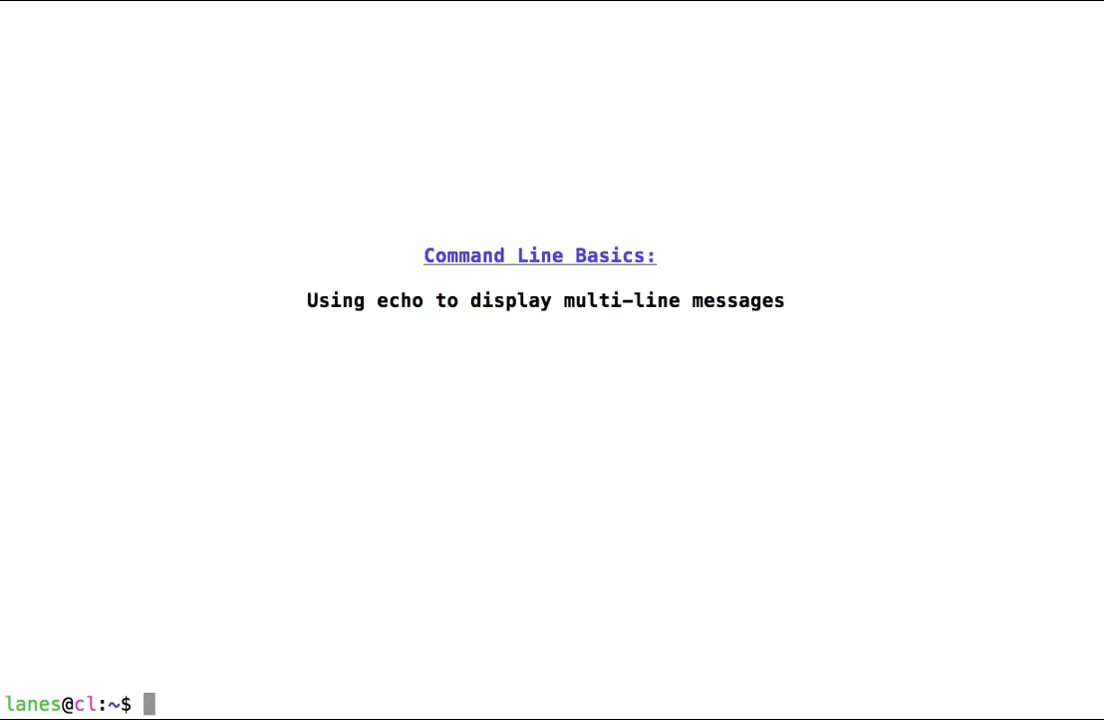 Command Line Basics:
Using echo to display multi-line messages
lanes@cl:~$